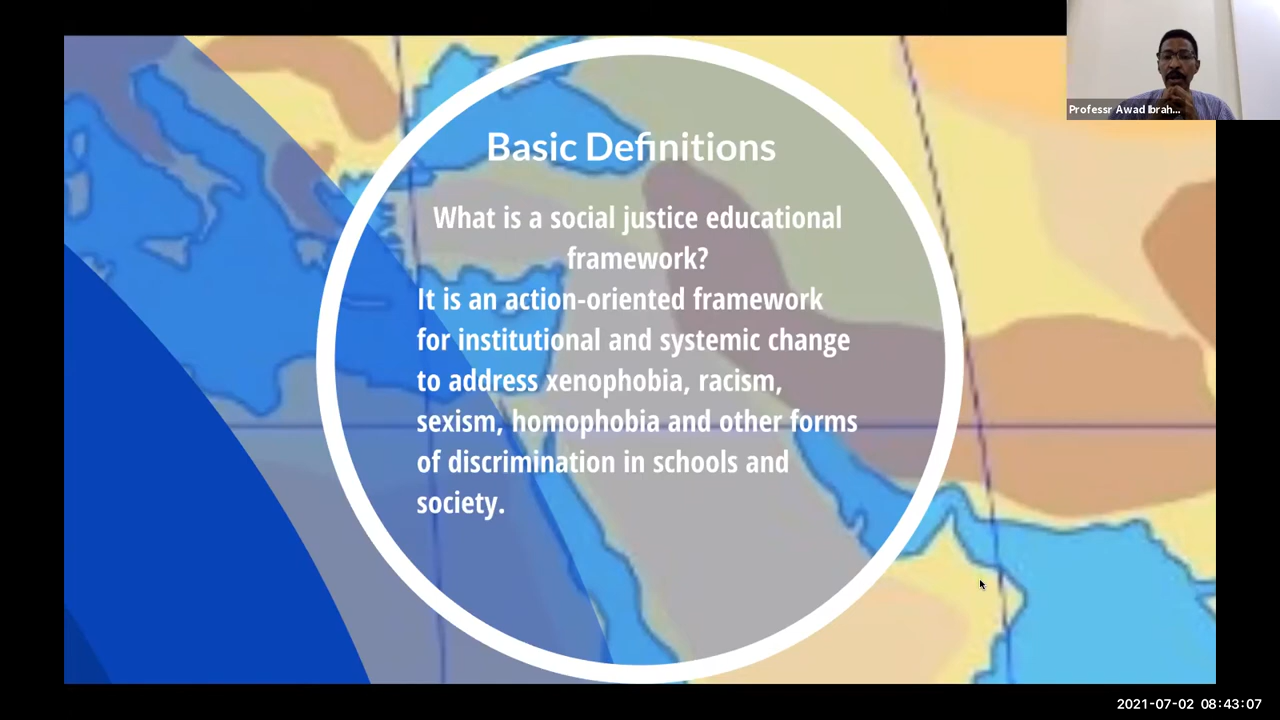 Professr Awad Ibrah...
Basic Definitions
What is a social justice educational
framework?
It is an action-oriented framework
for institutional and systemic change
to address xenophobia, racism,
sexism, homophobia and other forms
of discrimination in schools and
society.
2021-07-02 08:43:07